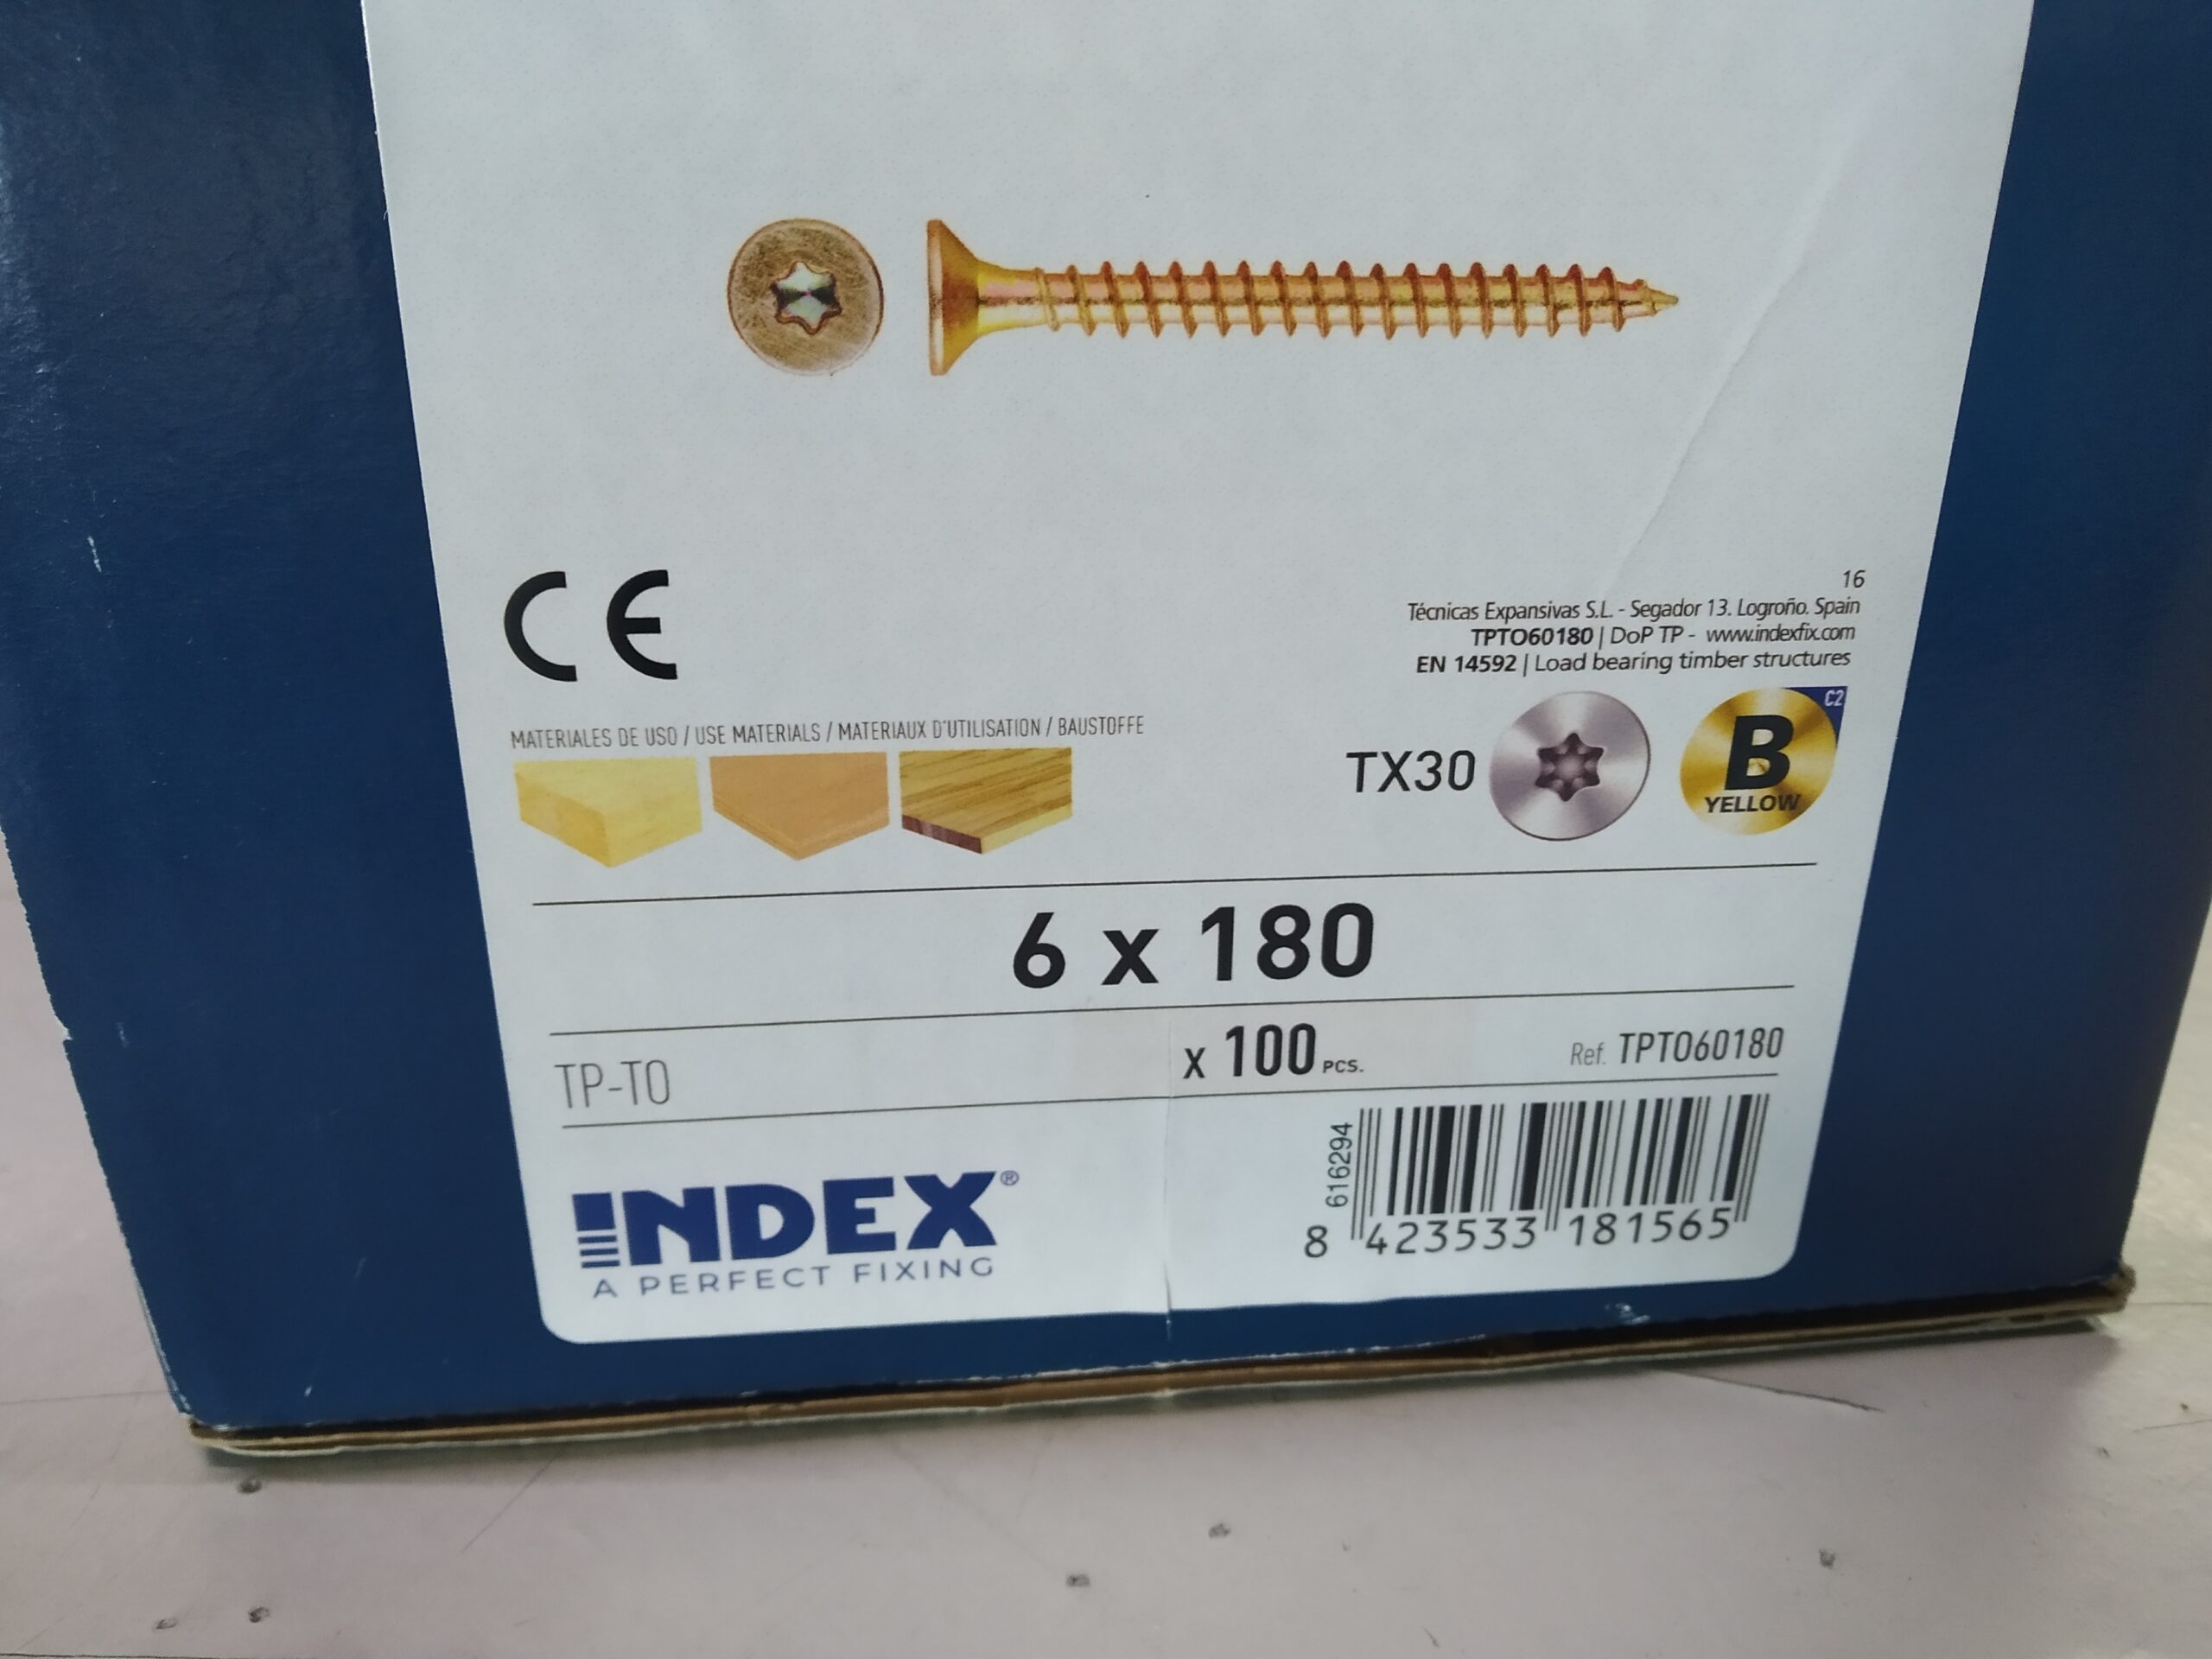 CE
16
Técnicas Expansivas S.L. - Segador 13. Logroño. Spain
TPTO60180 | DoP TP - www.indexfix.com
EN 14592 | Load bearing timber structures
MATERIALES DE USO / USE MATERIALS / MATERIAUX D'UTILISATION / BAUSTOFFE
TX30
C2
B
YELLOW
6 x 180
TP-TO
x 100 PCS.
Ref. TPTO60180
INDEX®
A PERFECT FIXING
616294
8 423533 181565